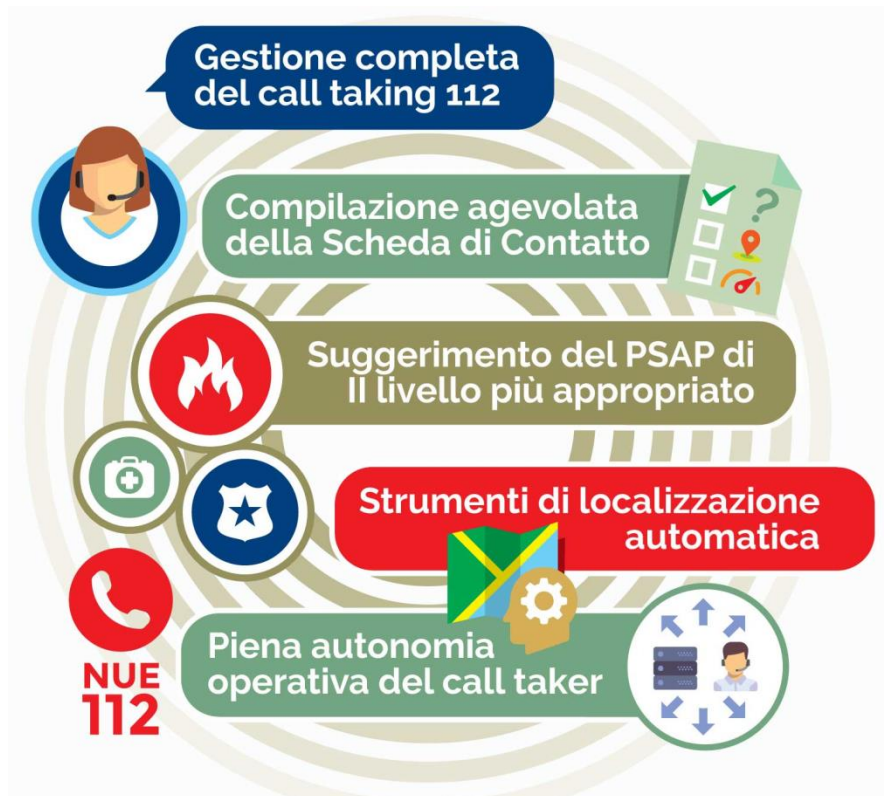 Gestione completa
del call taking 112
Compilazione agevolata
della Scheda di Contatto
Suggerimento del PSAP di
II livello più appropriato
Strumenti di localizzazione
automatica
Piena autonomia
operativa del call taker
NUE
112